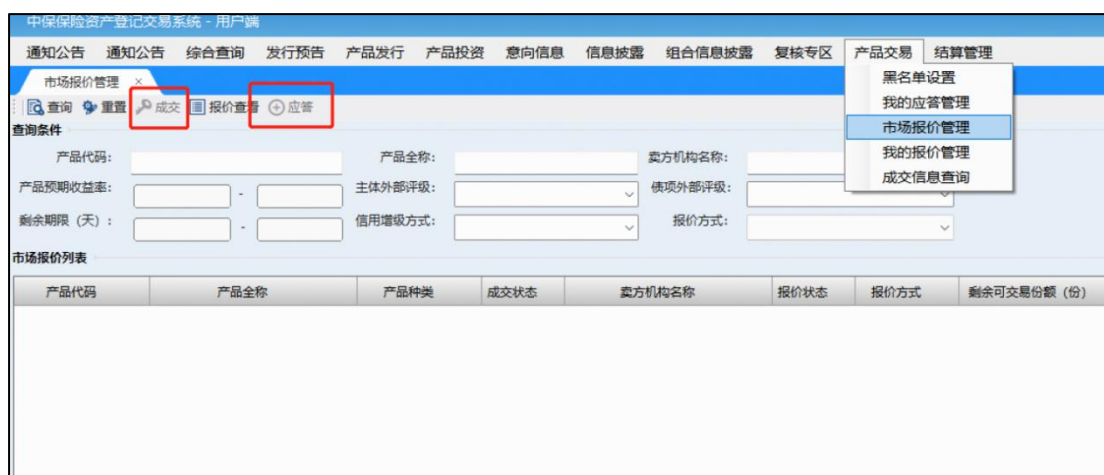 中保保险资产登记交易系统 - 用户端
通知公告 通知公告 综合查询 发行预告 产品发行 产品投资 意向信息 信息披露 组合信息披露 复核专区 产品交易 结算管理
市场报价管理 ×
黑名单设置
我的应答管理
市场报价管理
我的报价管理
成交信息查询
查询 重置 成交 报价查看 应答
查询条件
产品代码: 产品全称: 卖方机构名称:
产品预期收益率: - 主体外部评级: 债项外部评级:
剩余期限（天）: - 信用增级方式: 报价方式:
市场报价列表
产品代码 产品全称 产品种类 成交状态 卖方机构名称 报价状态 报价方式 剩余可交易份额（份）